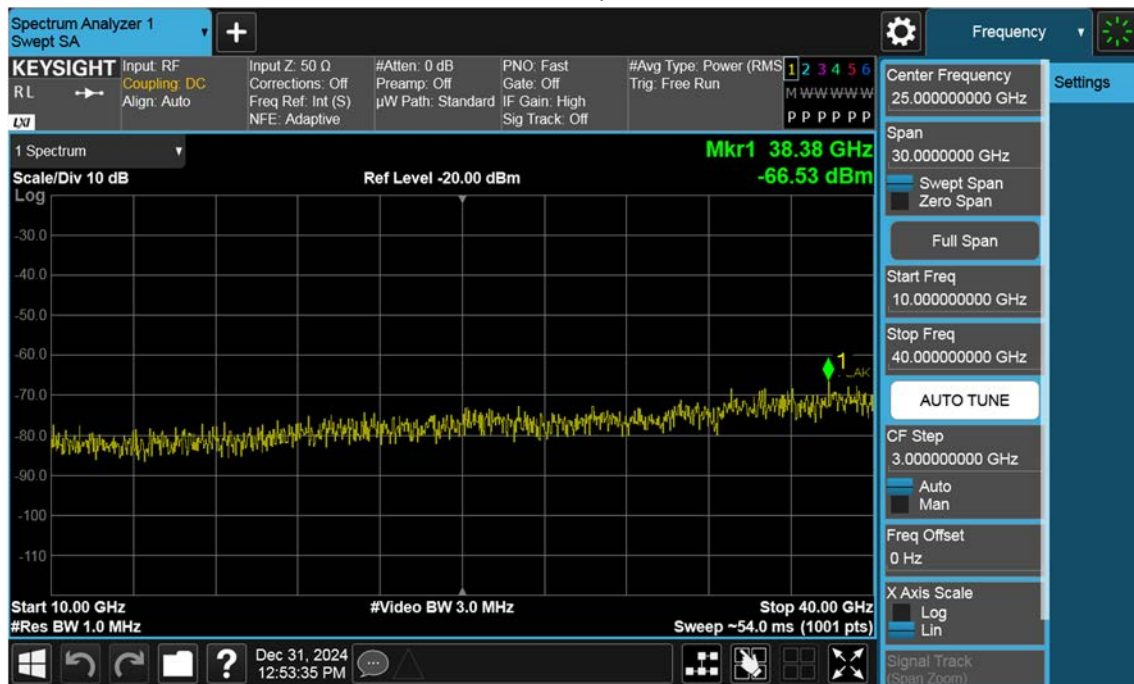 Spectrum Analyzer 1
Swept SA
+
Frequency
KEYSIGHT
RL
LXI
Input: RF
Coupling: DC
Align: Auto
Input Z: 50 Ω
Corrections: Off
Freq Ref: Int (S)
NFE: Adaptive
#Atten: 0 dB
Preamp: Off
µW Path: Standard
PNO: Fast
Gate: Off
IF Gain: High
Sig Track: Off
#Avg Type: Power (RMS
Trig: Free Run
1 2 3 4 5 6
M W W W W W
P P P P P P
1 Spectrum
Scale/Div 10 dB
Log
Ref Level -20.00 dBm
Mkr1 38.38 GHz
-66.53 dBm
-30.0
-40.0
-50.0
-60.0
-70.0
-80.0
-90.0
-100
-110
1
Start 10.00 GHz
#Res BW 1.0 MHz
#Video BW 3.0 MHz
Stop 40.00 GHz
Sweep ~54.0 ms (1001 pts)
Center Frequency
25.000000000 GHz
Span
30.0000000 GHz
Swept Span
Zero Span
Full Span
Start Freq
10.000000000 GHz
Stop Freq
40.000000000 GHz
AUTO TUNE
CF Step
3.000000000 GHz
Auto
Man
Freq Offset
0 Hz
X Axis Scale
Log
Lin
Signal Track
(Span Zoom)
Settings
?
Dec 31, 2024
12:53:35 PM